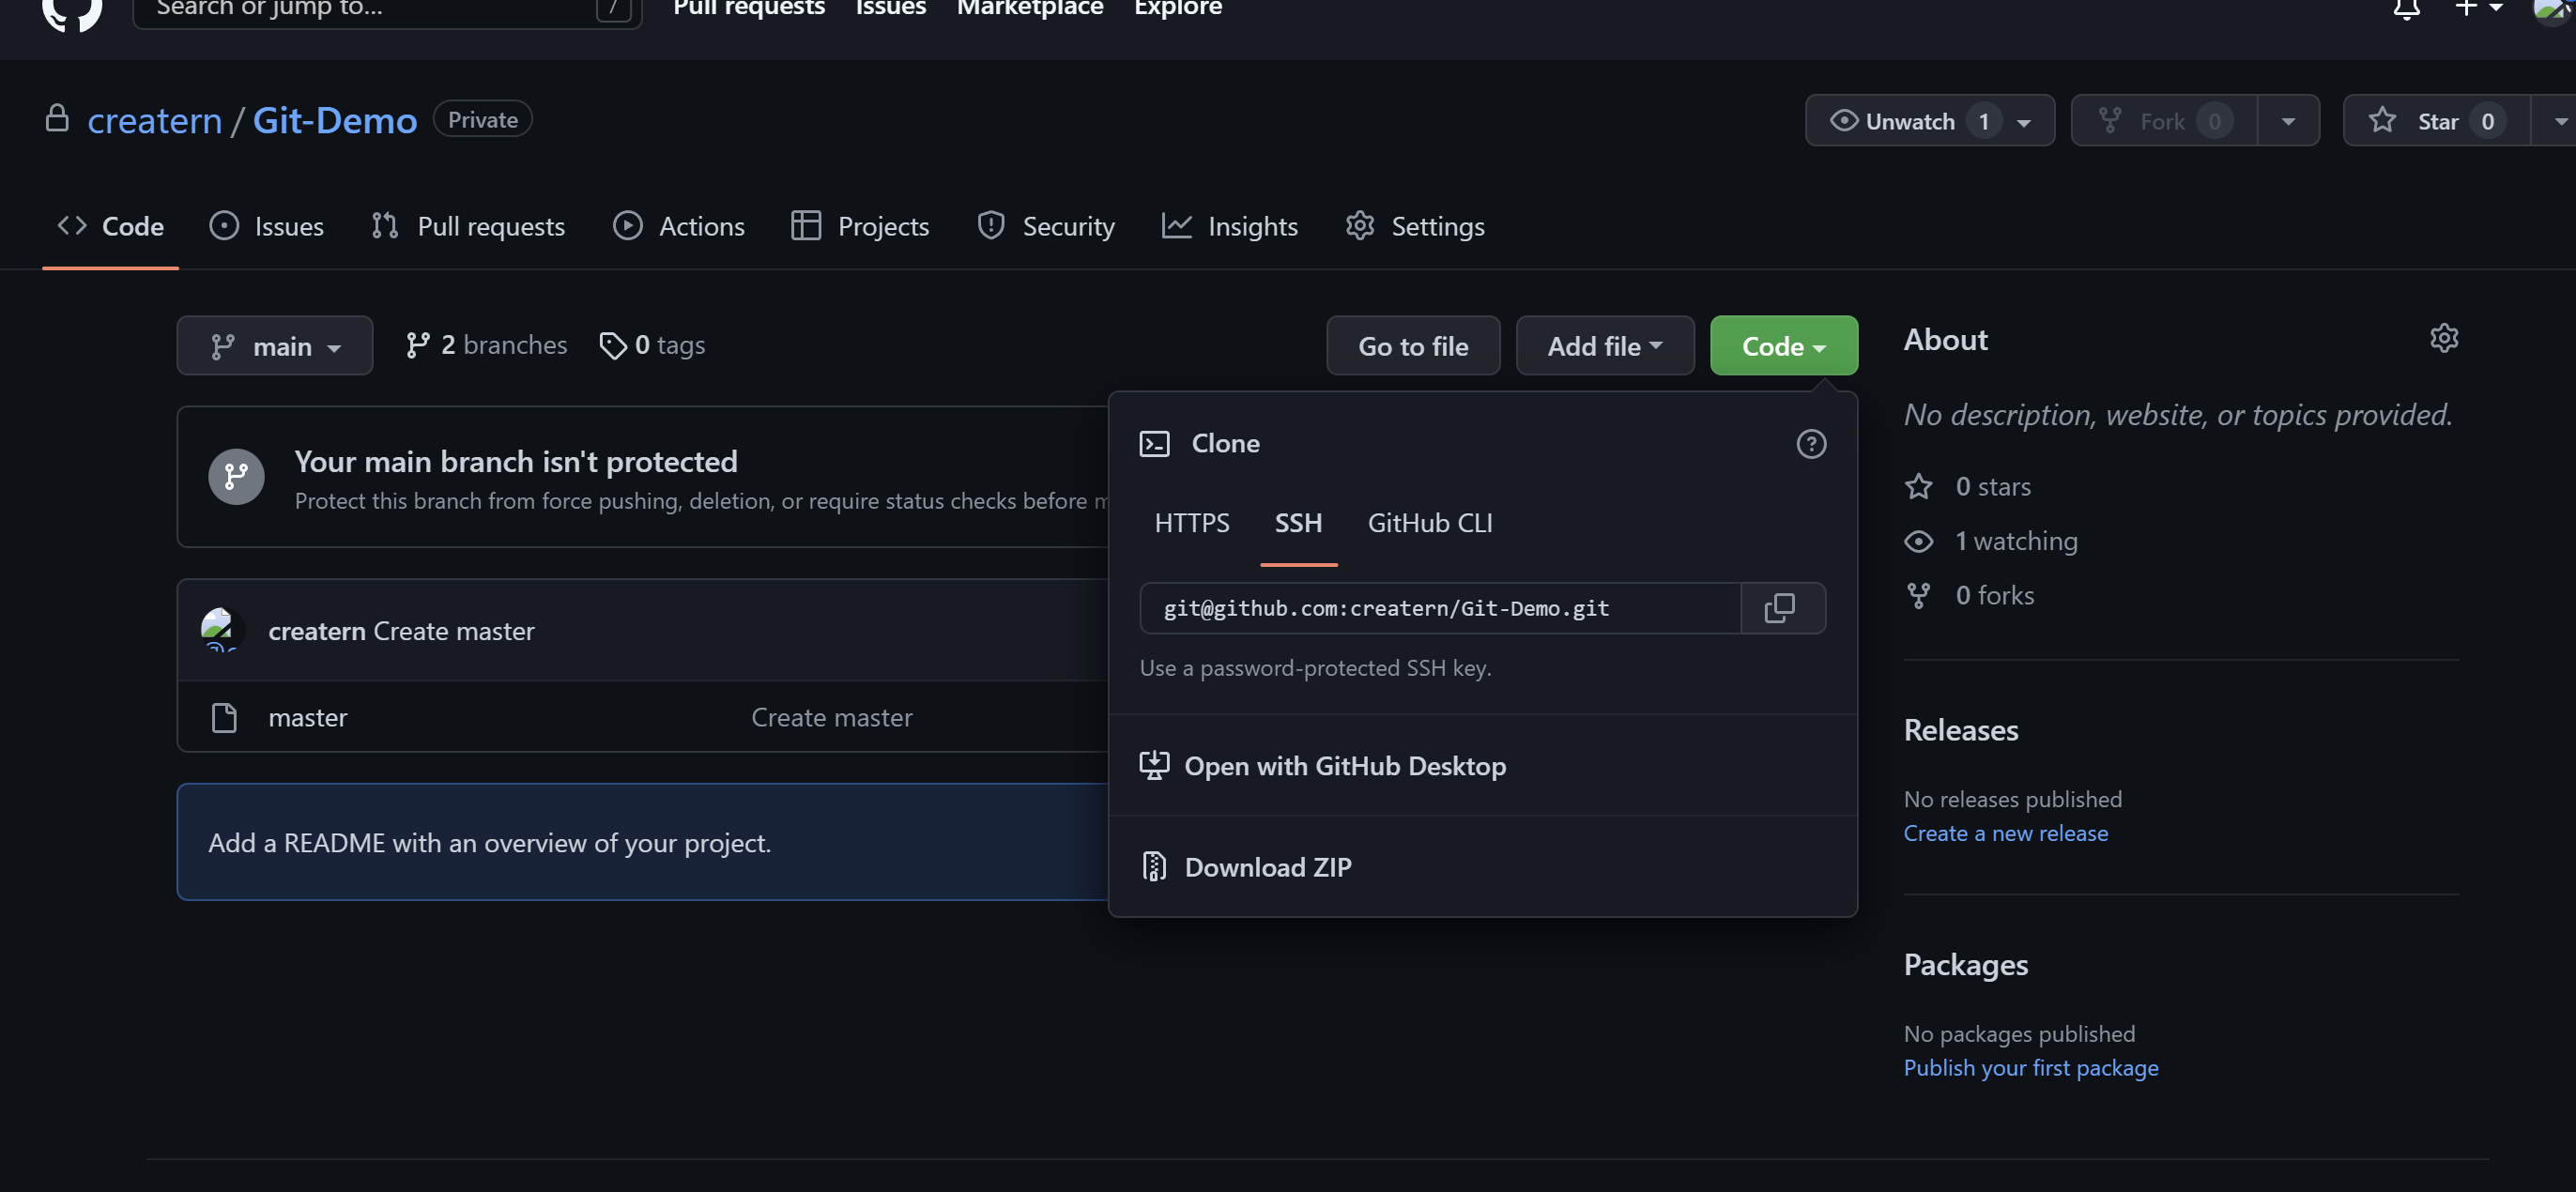 Search or jump to... /
Pull requests Issues Marketplace Explore
creatern / Git-Demo Private
Unwatch 1 Fork 0 Star 0
Code Issues Pull requests Actions Projects Security Insights Settings
main 2 branches 0 tags
Go to file Add file Code
Your main branch isn't protected
Protect this branch from force pushing, deletion, or require status checks before
creatern Create master
master Create master
Add a README with an overview of your project.
Clone
HTTPS SSH GitHub CLI
git@github.com:creatern/Git-Demo.git
Use a password-protected SSH key.
Open with GitHub Desktop
Download ZIP
About
No description, website, or topics provided.
0 stars
1 watching
0 forks
Releases
No releases published
Create a new release
Packages
No packages published
Publish your first package